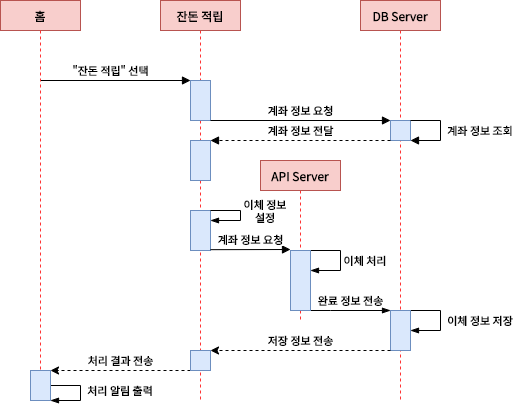 홈
잔돈 적립
DB Server
"잔돈 적립" 선택
계좌 정보 요청
계좌 정보 전달
계좌 정보 조회
API Server
이체 정보
설정
계좌 정보 요청
이체 처리
완료 정보 전송
이체 정보 저장
저장 정보 전송
처리 결과 전송
처리 알림 출력